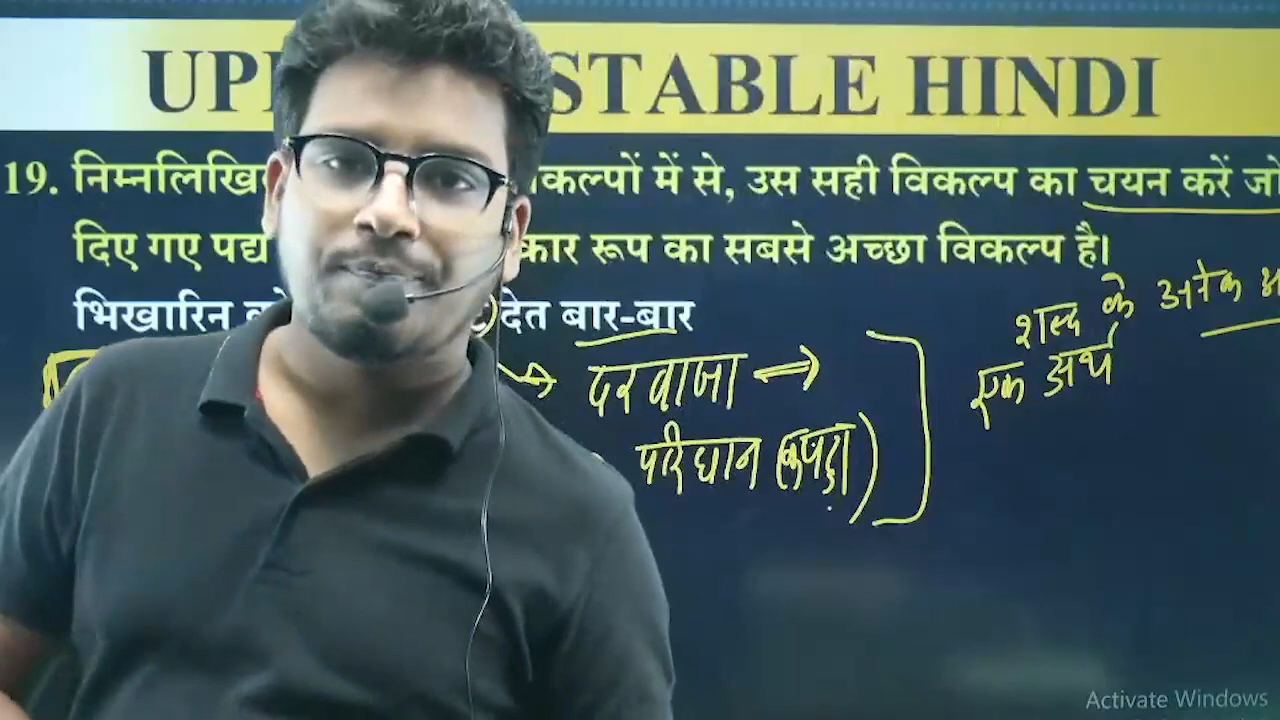 UP STABLE HINDI
19. निम्नलिखि कल्पों में से, उस सही विकल्प का चयन करें जो
दिए गए पद्य कार रूप का सबसे अच्छा विकल्प है।
भिखारिन देत बार-बार
शब्द के अनेक
एक अर्थ
दरवाजा
परिधान (कपड़ा)
Activate Windows